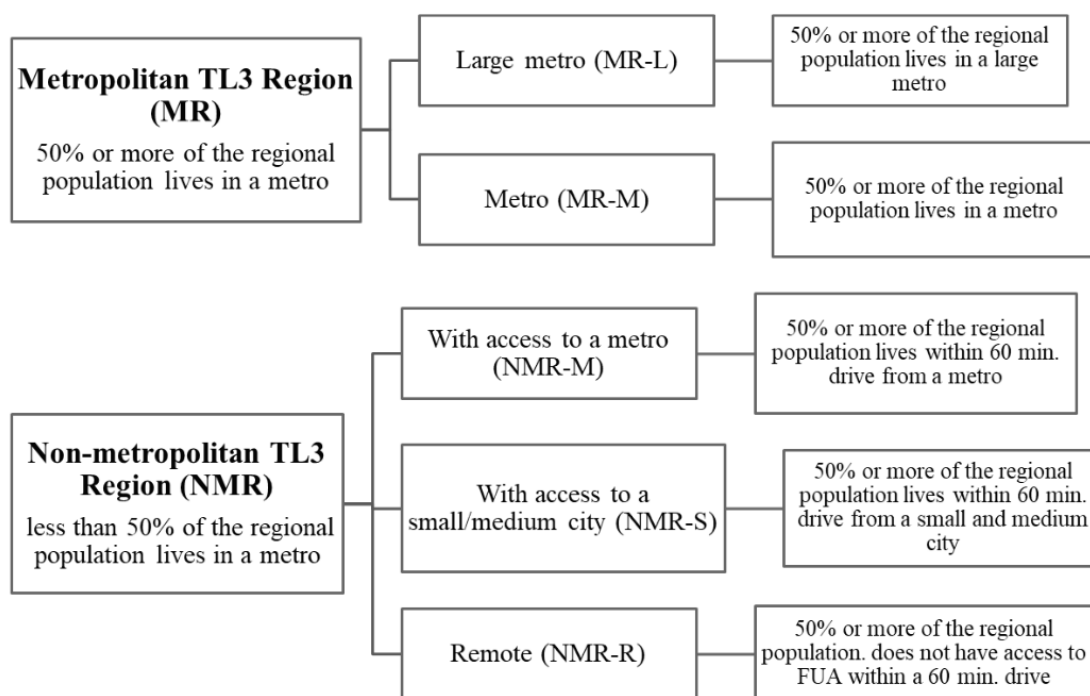 Metropolitan TL3 Region
(MR)
50% or more of the regional
population lives in a metro
Large metro (MR-L)
50% or more of the regional
population lives in a large
metro
Metro (MR-M)
50% or more of the regional
population lives in a metro
Non-metropolitan TL3
Region (NMR)
less than 50% of the regional
population lives in a metro
With access to a metro
(NMR-M)
50% or more of the regional
population lives within 60 min.
drive from a metro
With access to a
small/medium city (NMR-S)
50% or more of the regional
population lives within 60 min.
drive from a small and medium
city
Remote (NMR-R)
50% or more of the regional
population. does not have access to
FUA within a 60 min. drive